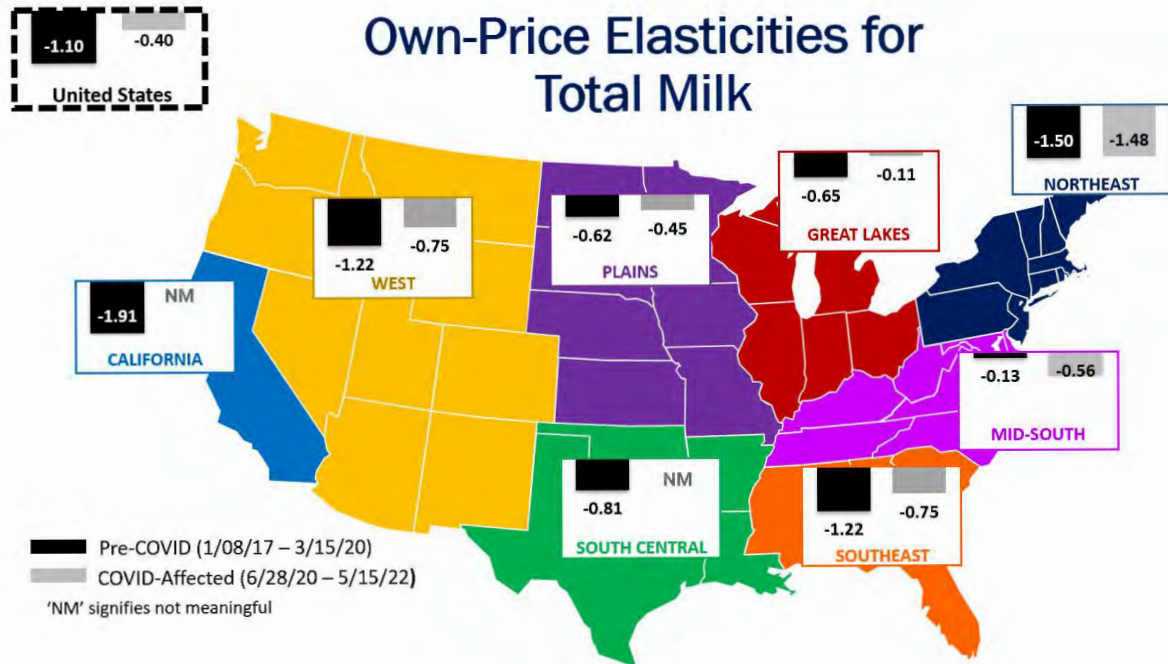 Own-Price Elasticities for
Total Milk
-1.10
-0.40
United States
-1.50
-1.48
NORTHEAST
-0.65
-0.11
GREAT LAKES
-0.62
-0.45
PLAINS
-1.22
-0.75
WEST
-1.91
NM
CALIFORNIA
-0.13
-0.56
MID-SOUTH
-0.81
NM
SOUTH CENTRAL
-1.22
-0.75
SOUTHEAST
Pre-COVID (1/08/17 – 3/15/20)
COVID-Affected (6/28/20 – 5/15/22)
'NM' signifies not meaningful